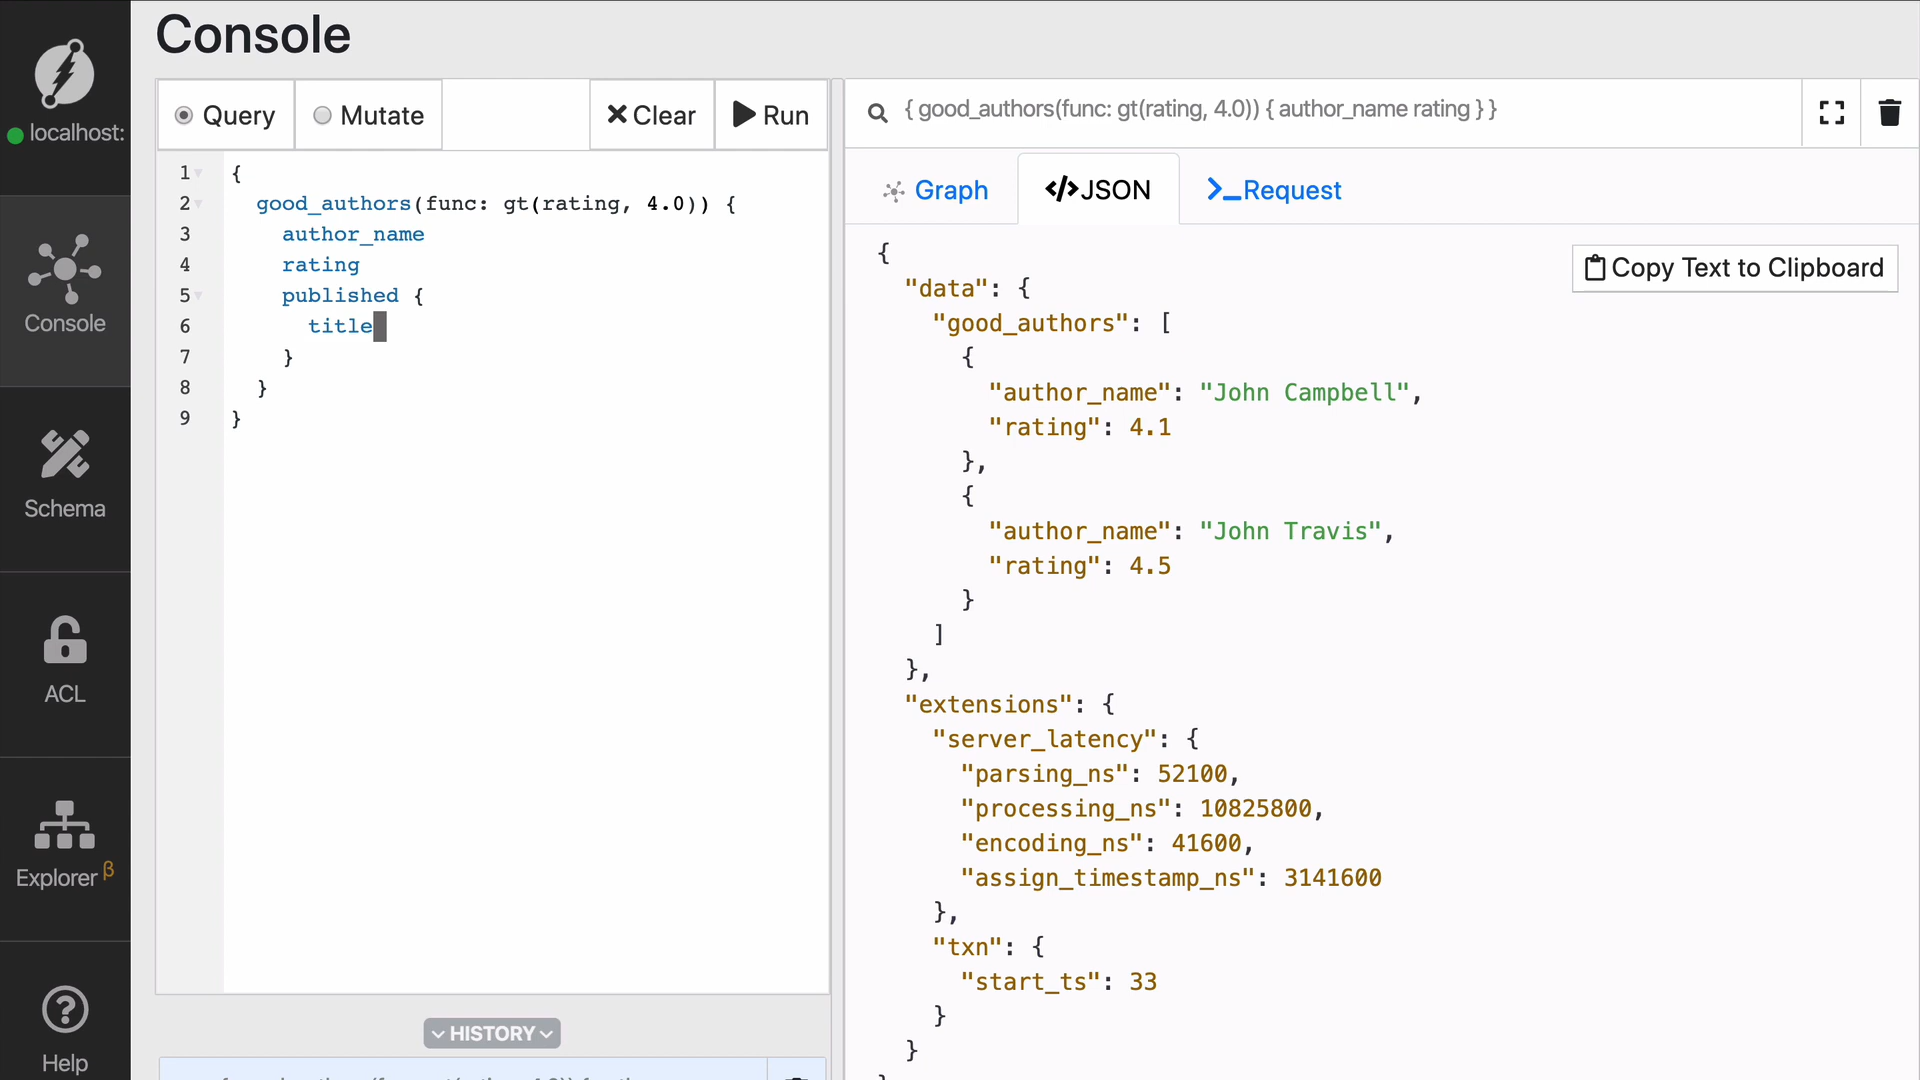 Console
localhost:
Console
Schema
ACL
Explorer β
Help
Query
Mutate
Clear
Run
1 {
2 good_authors(func: gt(rating, 4.0)) {
3 author_name
4 rating
5 published {
6 title
7 }
8 }
9 }
HISTORY
{ good_authors(func: gt(rating, 4.0)) { author_name rating } }
Graph
</>JSON
>_Request
Copy Text to Clipboard
{
"data": {
"good_authors": [
{
"author_name": "John Campbell",
"rating": 4.1
},
{
"author_name": "John Travis",
"rating": 4.5
}
]
},
"extensions": {
"server_latency": {
"parsing_ns": 52100,
"processing_ns": 10825800,
"encoding_ns": 41600,
"assign_timestamp_ns": 3141600
},
"txn": {
"start_ts": 33
}
}